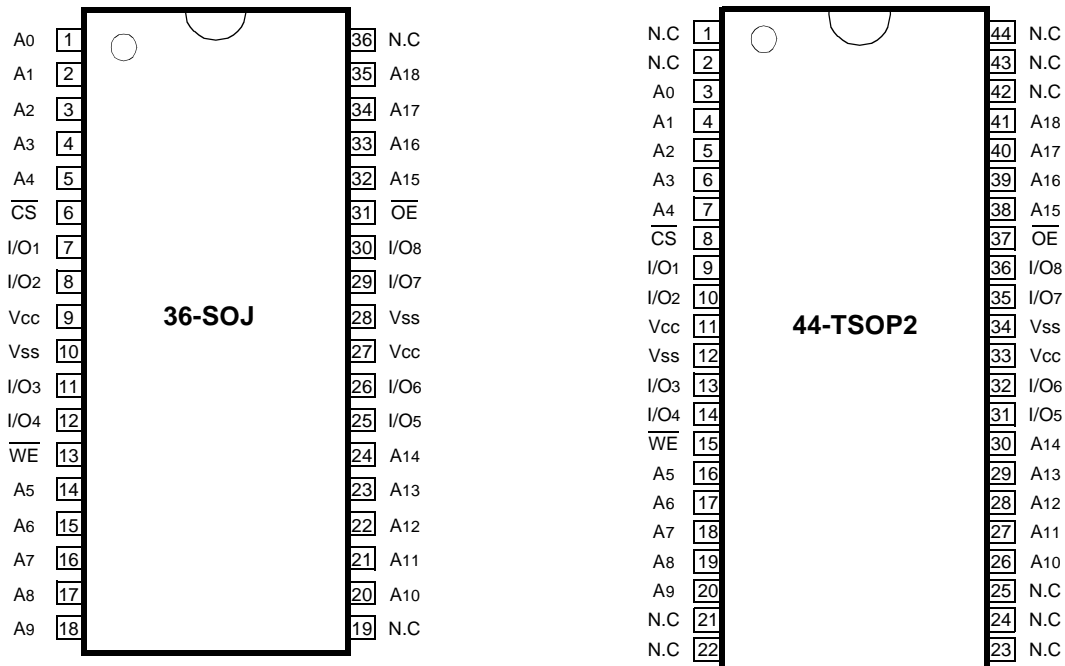 A0 1 36 N.C
A1 2 35 A18
A2 3 34 A17
A3 4 33 A16
A4 5 32 A15
CS 6 31 OE
I/O1 7 30 I/O8
I/O2 8 29 I/O7
Vcc 9 28 Vss
Vss 10 27 Vcc
I/O3 11 26 I/O6
I/O4 12 25 I/O5
WE 13 24 A14
A5 14 23 A13
A6 15 22 A12
A7 16 21 A11
A8 17 20 A10
A9 18 19 N.C
36-SOJ
N.C 1 44 N.C
N.C 2 43 N.C
A0 3 42 N.C
A1 4 41 A18
A2 5 40 A17
A3 6 39 A16
A4 7 38 A15
CS 8 37 OE
I/O1 9 36 I/O8
I/O2 10 35 I/O7
Vcc 11 34 Vss
Vss 12 33 Vcc
I/O3 13 32 I/O6
I/O4 14 31 I/O5
WE 15 30 A14
A5 16 29 A13
A6 17 28 A12
A7 18 27 A11
A8 19 26 A10
A9 20 25 N.C
N.C 21 24 N.C
N.C 22 23 N.C
44-TSOP2